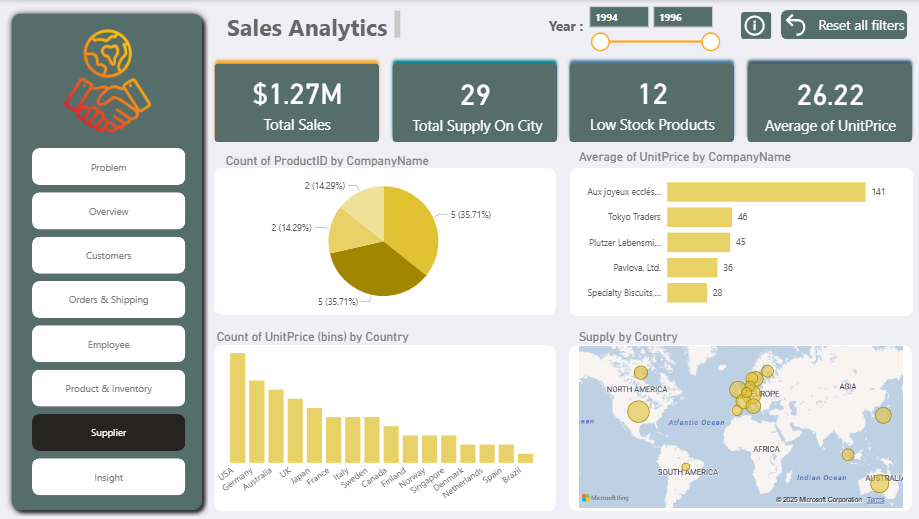 Sales Analytics
Year :
1994
1996
Reset all filters
$1.27M
Total Sales
29
Total Supply On City
12
Low Stock Products
26.22
Average of UnitPrice
Problem
Overview
Customers
Orders & Shipping
Employee
Product & Inventory
Supplier
Insight
Count of ProductID by CompanyName
2 (14.29%)
2 (14.29%)
5 (35.71%)
5 (35.71%)
Average of UnitPrice by CompanyName
Aux joyeux ecclés... 141
Tokyo Traders 46
Plutzer Lebensmi... 45
Pavlova, Ltd. 36
Specialty Biscuits,... 28
Count of UnitPrice (bins) by Country
USA
Germany
Australia
UK
Japan
France
Italy
Sweden
Canada
Finland
Norway
Singapore
Denmark
Netherlands
Spain
Brazil
Supply by Country
NORTH AMERICA
EUROPE
ASIA
ean
Atlantic Ocean
AFRICA
SOUTH AMERICA
Indian Ocean
AUSTRALIA
Microsoft Bing
© 2025 Microsoft Corporation Terms